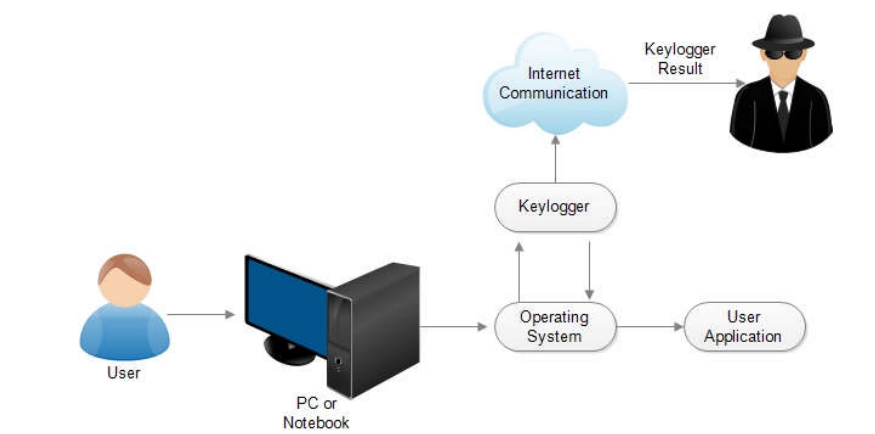 Internet
Communication
Keylogger
Result
Keylogger
User
PC or
Notebook
Operating
System
User
Application